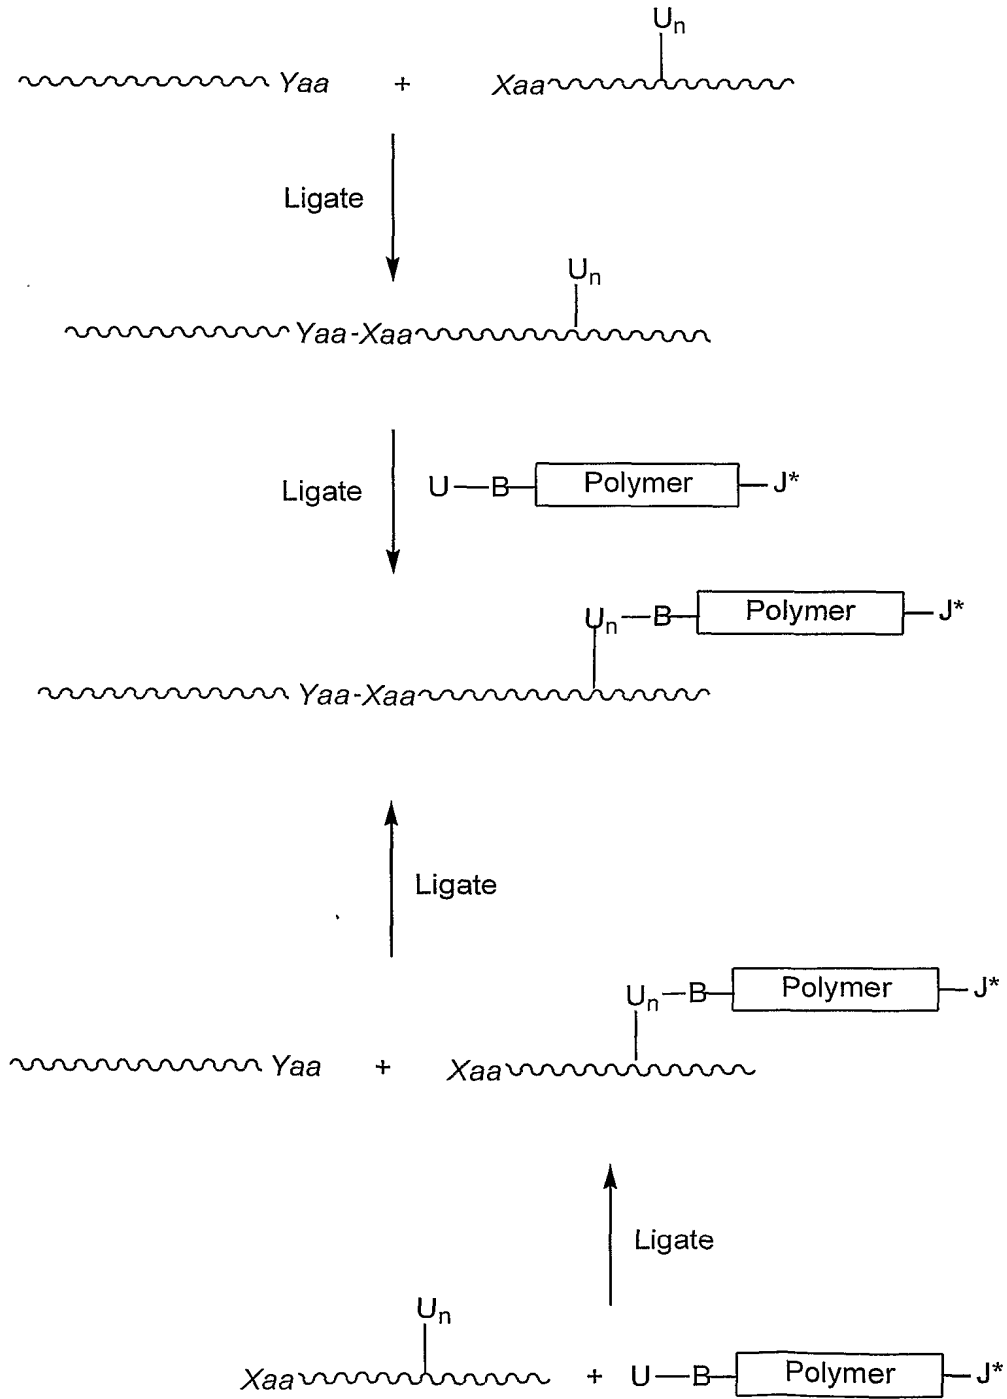 Un
Yaa + Xaa
Ligate
Un
Yaa-Xaa
Ligate U—B—Polymer—J*
Un—B—Polymer—J*
Yaa-Xaa
Ligate
Un—B—Polymer—J*
Yaa + Xaa
Ligate
Un
Xaa + U—B—Polymer—J*